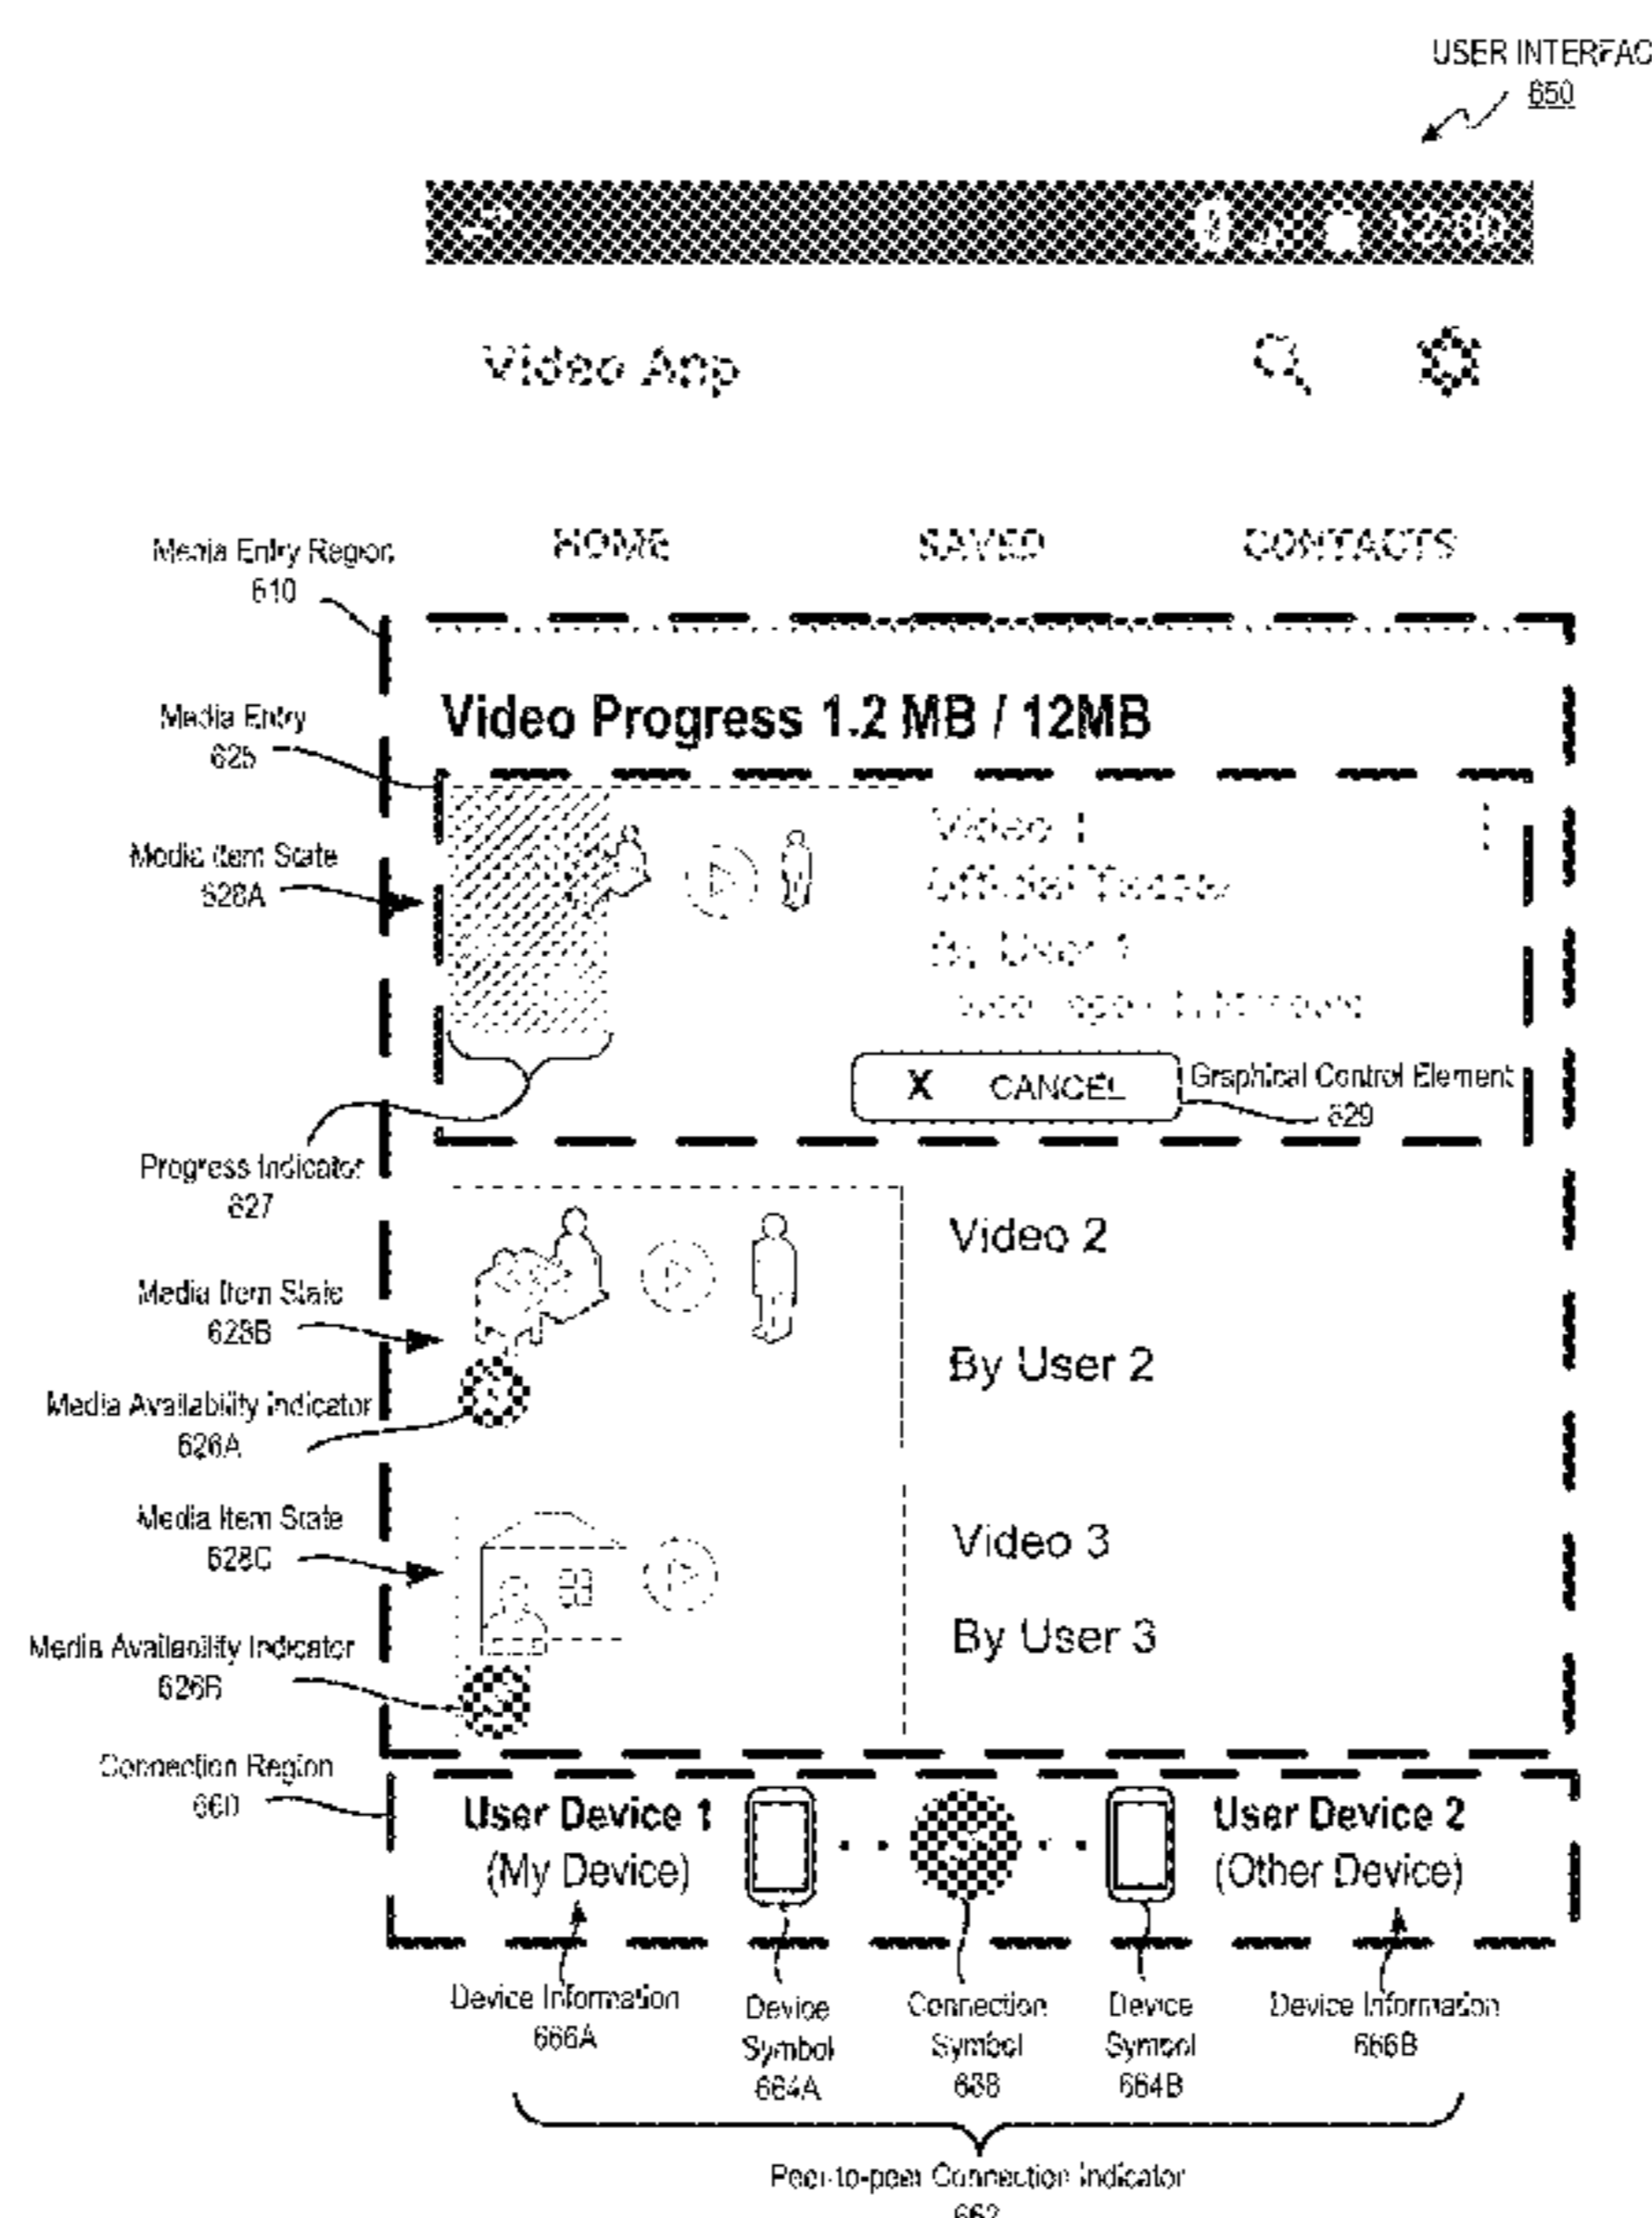 USER INTERFAC
650
12:00
Video App
HOME SAVED CONTACTS
Media Entry Region
610
Video Progress 1.2 MB / 12MB
Media Entry
625
Video 1
Official Teaser
By User 1
Media Item State
628A
X CANCEL
Graphical Control Element
629
Progress Indicator
627
Video 2
By User 2
Media Item State
628B
Media Availability Indicator
626A
Media Item State
628C
Video 3
By User 3
Media Availability Indicator
626B
Connection Region
660
User Device 1
(My Device)
User Device 2
(Other Device)
Device Information
666A
Device
Symbol
664A
Connection
Symbol
668
Device
Symbol
664B
Device Information
666B
Peer-to-peer Connection Indicator
662